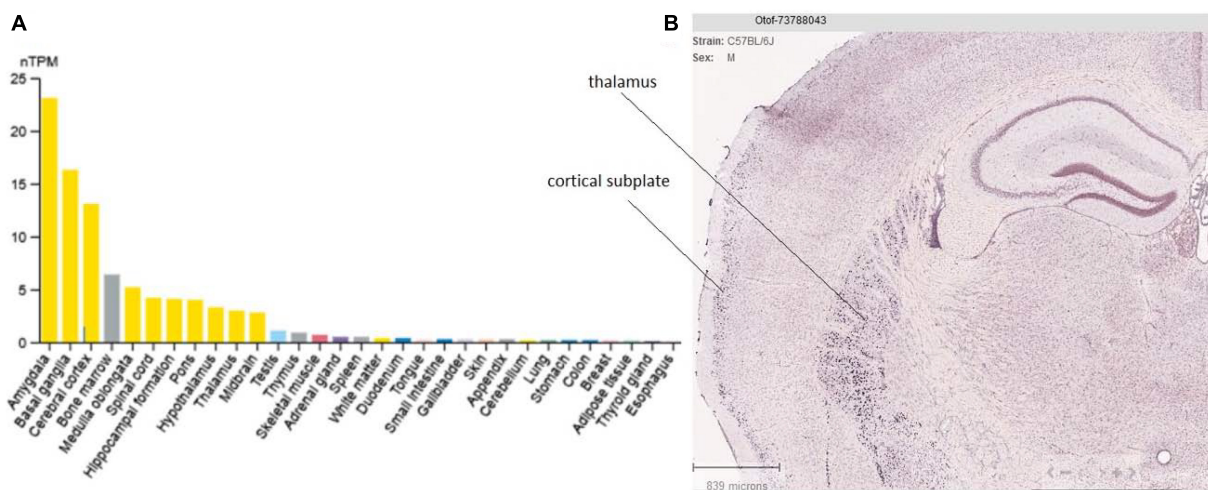 A
nTPM
25
20
15
10
5
0
Amygdala
Basal ganglia
Cerebral cortex
Bone marrow
Medulla oblongata
Spinal cord
Hippocampal formation
Pons
Hypothalamus
Thalamus
Midbrain
Testis
Thymus
Skeletal muscle
Adrenal gland
Spleen
White matter
Duodenum
Tongue
Small intestine
Gallbladder
Skin
Appendix
Cerebellum
Lung
Stomach
Colon
Breast
Adipose tissue
Thyroid gland
Esophagus
B
Otof-73788043
Strain: C57BL/6J
Sex: M
thalamus
cortical subplate
839 microns